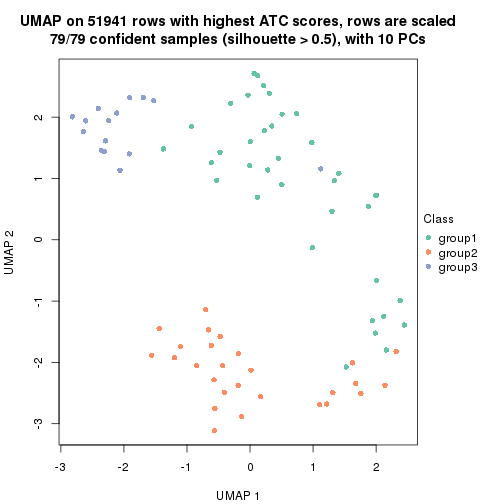 UMAP on 51941 rows with highest ATC scores, rows are scaled
79/79 confident samples (silhouette > 0.5), with 10 PCs
2
1
0
-1
-2
-3
UMAP 2
-3
-2
-1
0
1
2
UMAP 1
Class
group1
group2
group3